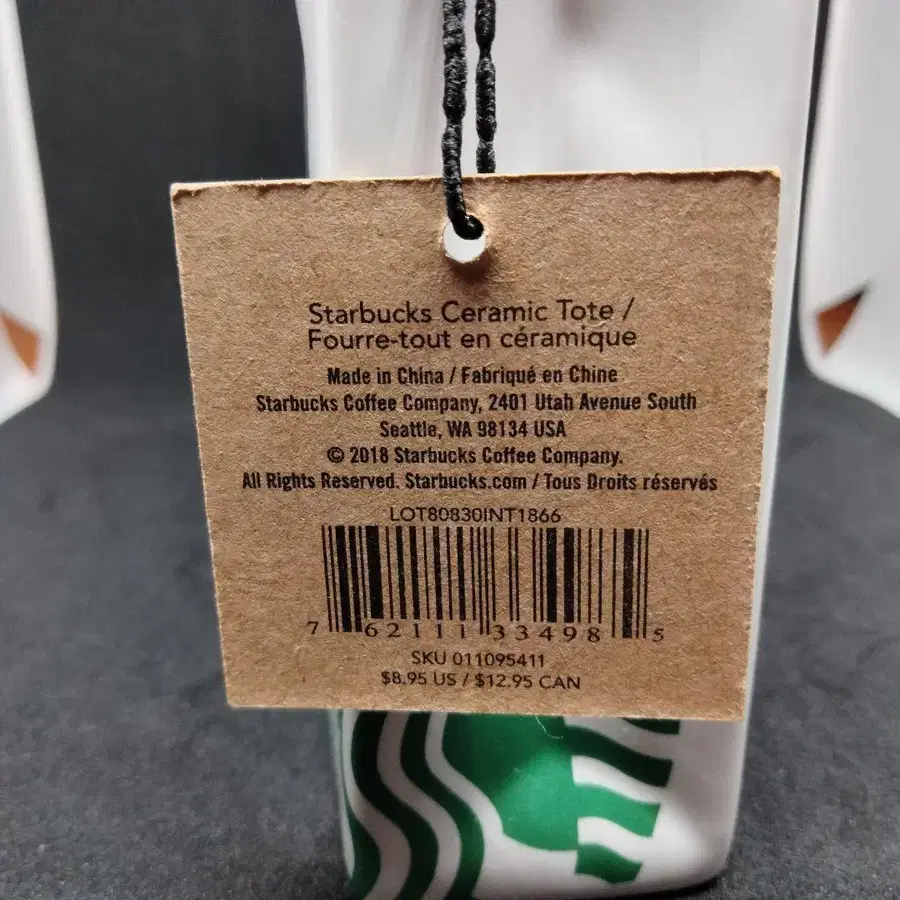 Starbucks Ceramic Tote /
Fourre-tout en céramique
Made in China / Fabriqué en Chine
Starbucks Coffee Company, 2401 Utah Avenue South
Seattle, WA 98134 USA
© 2018 Starbucks Coffee Company.
All Rights Reserved. Starbucks.com / Tous Droits réservés
LOT80830INT1866
7 62111 33498 5
SKU 011095411
$8.95 US / $12.95 CAN